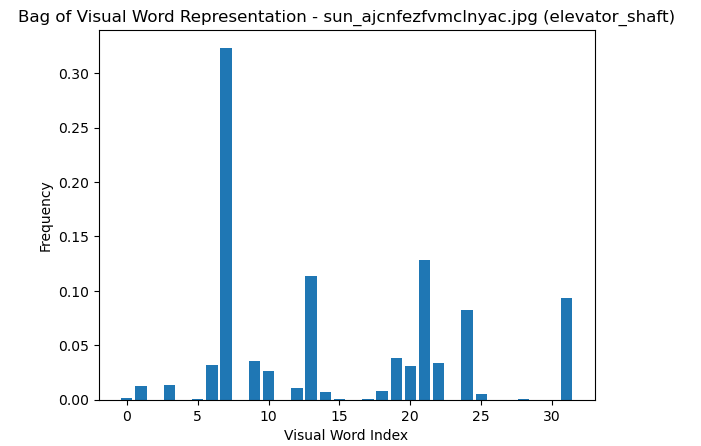 Bag of Visual Word Representation - sun_ajcnfezfvmclnyac.jpg (elevator_shaft)
0.30
0.25
0.20
0.15
0.10
0.05
0.00
Frequency
0 5 10 15 20 25 30
Visual Word Index